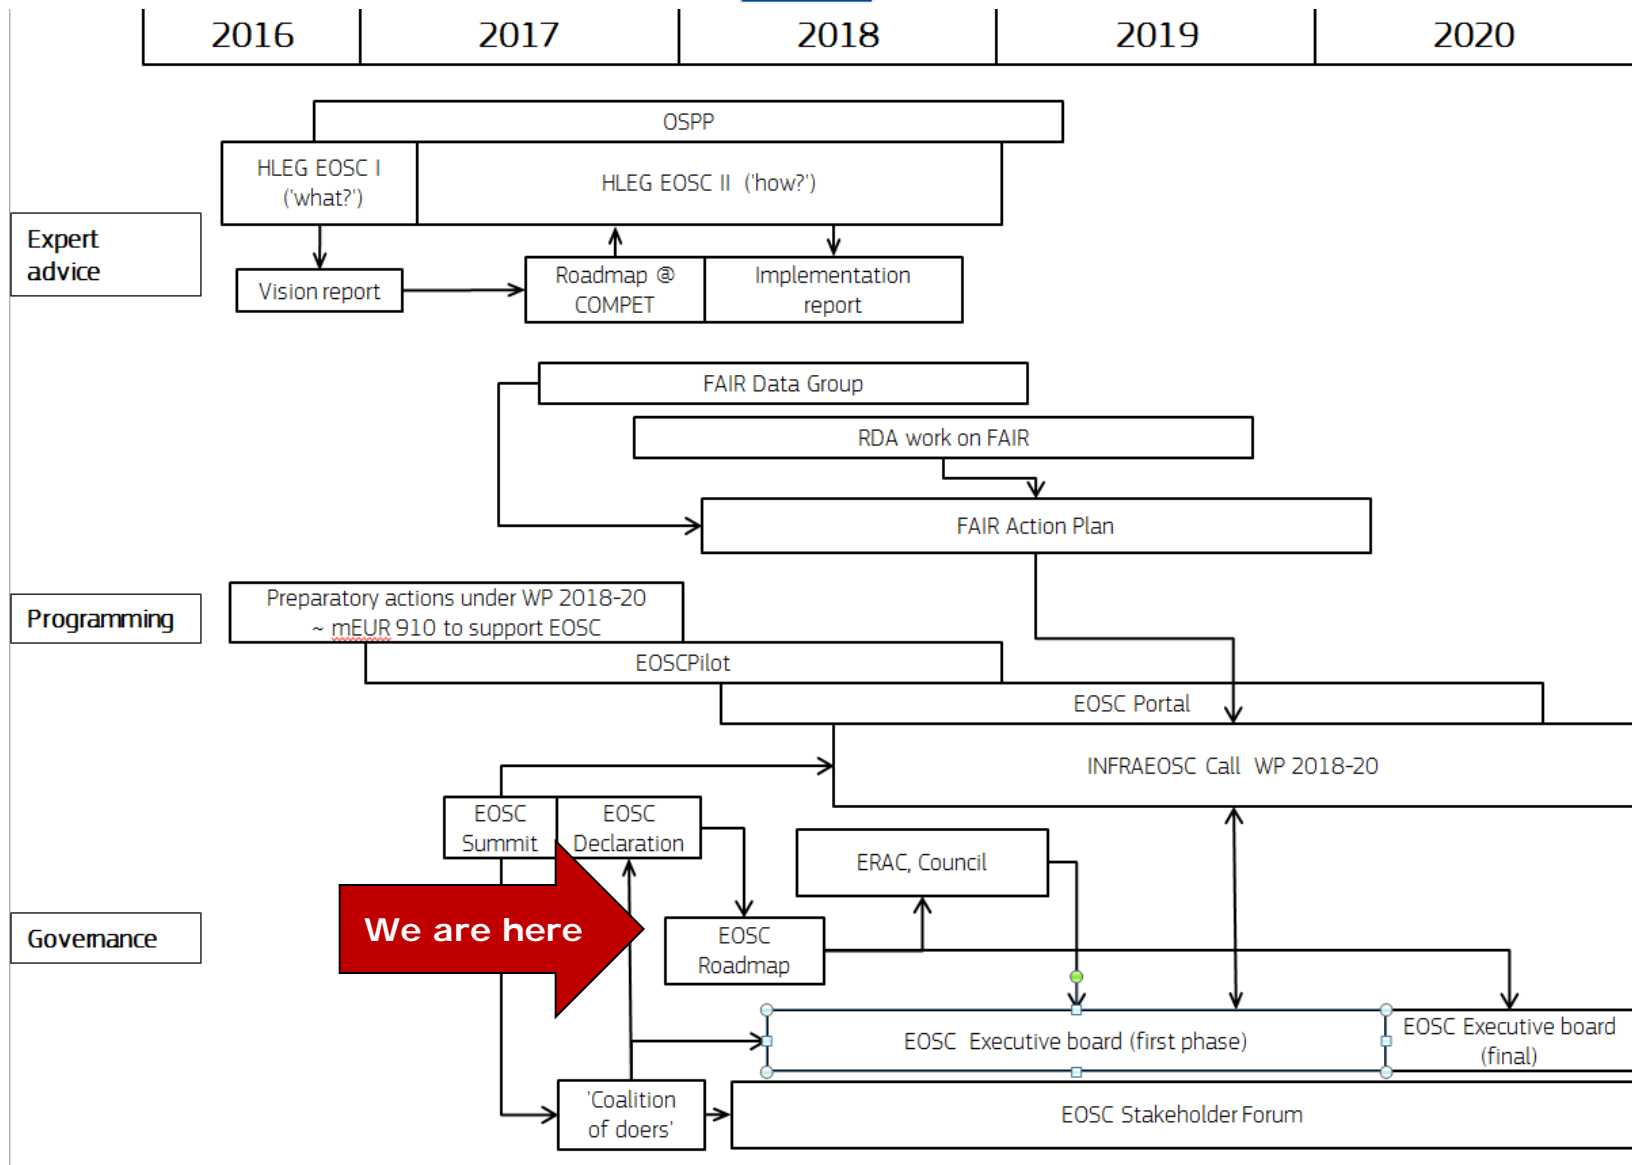 2016 2017 2018 2019 2020
OSPP
HLEG EOSC I
('what?')
HLEG EOSC II ('how?')
Expert
advice
Vision report
Roadmap @
COMPET
Implementation
report
FAIR Data Group
RDA work on FAIR
FAIR Action Plan
Programming
Preparatory actions under WP 2018-20
~ mEUR 910 to support EOSC
EOSCPilot
EOSC Portal
INFRAEOSC Call WP 2018-20
EOSC
Summit
EOSC
Declaration
ERAC, Council
We are here
Governance
EOSC
Roadmap
EOSC Executive board (first phase)
EOSC Executive board
(final)
'Coalition
of doers'
EOSC Stakeholder Forum